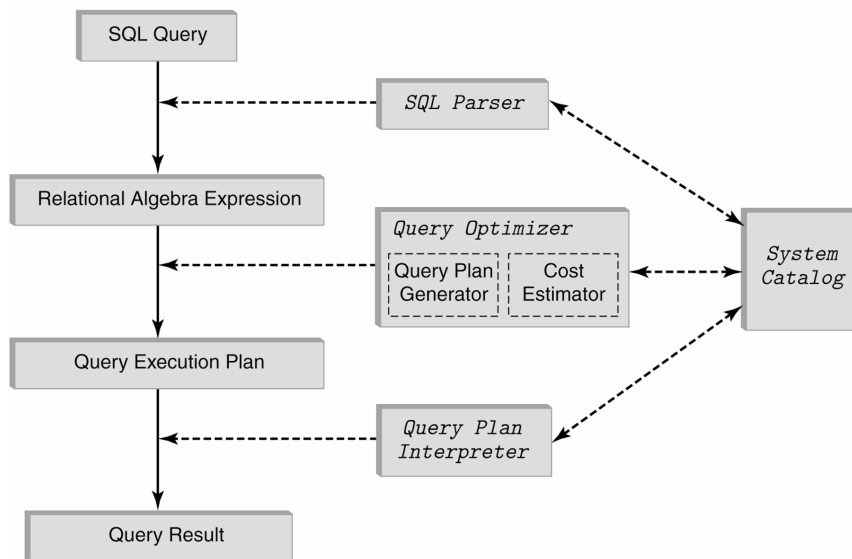 SQL Query
SQL Parser
Relational Algebra Expression
Query Optimizer
Query Plan
Generator
Cost
Estimator
System
Catalog
Query Execution Plan
Query Plan
Interpreter
Query Result